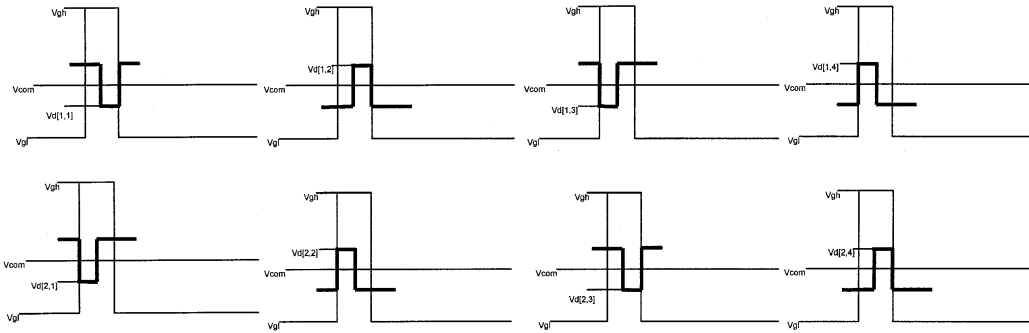 Vgh
Vcom
Vd[1,1]
Vgl
Vgh
Vd[1,2]
Vcom
Vgl
Vgh
Vcom
Vd[1,3]
Vgl
Vgh
Vd[1,4]
Vcom
Vgl
Vgh
Vcom
Vd[2,1]
Vgl
Vgh
Vd[2,2]
Vcom
Vgl
Vgh
Vcom
Vd[2,3]
Vgl
Vgh
Vd[2,4]
Vcom
Vgl